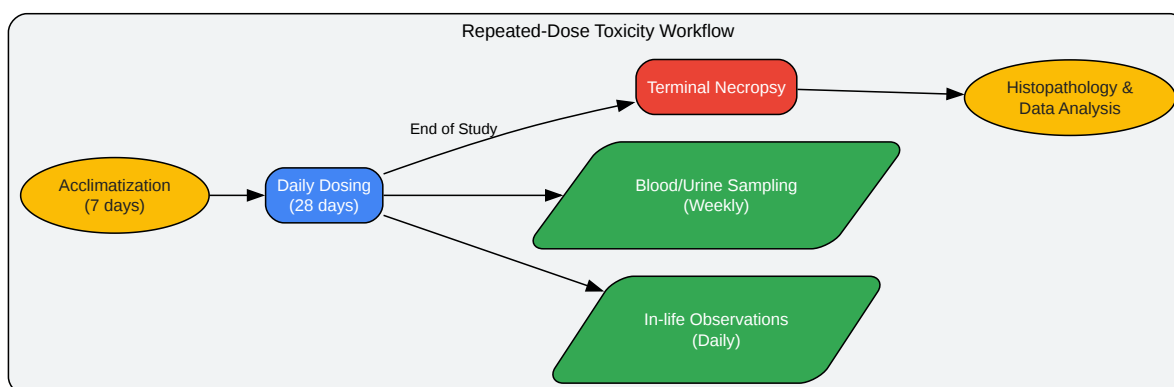 Repeated-Dose Toxicity Workflow
Terminal Necropsy
Histopathology &
Data Analysis
End of Study
Acclimatization
(7 days)
Daily Dosing
(28 days)
Blood/Urine Sampling
(Weekly)
In-life Observations
(Daily)